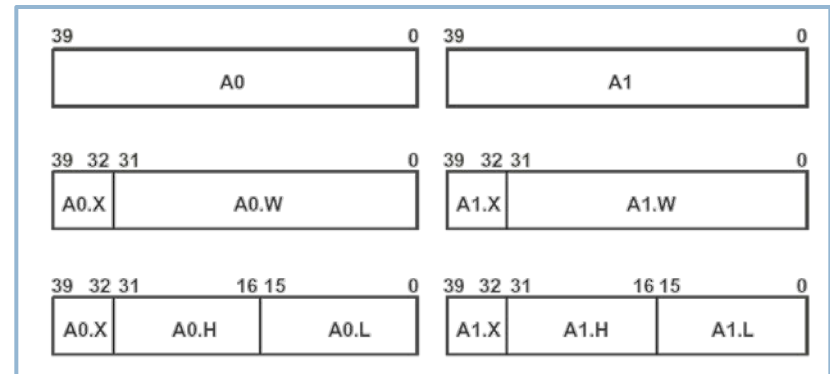 39 0 39 0
A0 A1
39 32 31 0 39 32 31 0
A0.X A0.W A1.X A1.W
39 32 31 16 15 0 39 32 31 16 15 0
A0.X A0.H A0.L A1.X A1.H A1.L